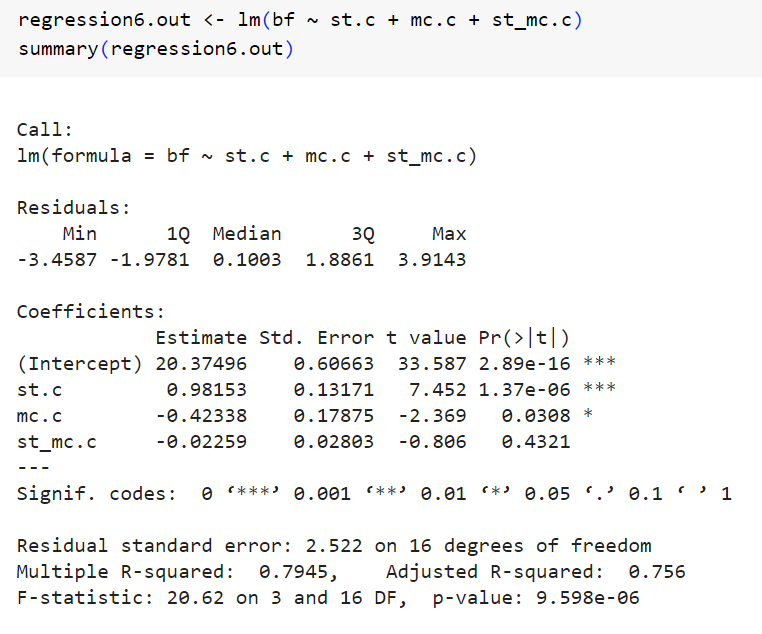 regression6.out <- lm(bf ~ st.c + mc.c + st_mc.c)
summary(regression6.out)
Call:
lm(formula = bf ~ st.c + mc.c + st_mc.c)
Residuals:
    Min      1Q  Median      3Q     Max
-3.4587 -1.9781  0.1003  1.8861  3.9143
Coefficients:
            Estimate Std. Error t value Pr(>|t|)
(Intercept) 20.37496    0.60663  33.587 2.89e-16 ***
st.c         0.98153    0.13171   7.452 1.37e-06 ***
mc.c        -0.42338    0.17875  -2.369   0.0308 *
st_mc.c     -0.02259    0.02803  -0.806   0.4321
---
Signif. codes:  0 ‘***’ 0.001 ‘**’ 0.01 ‘*’ 0.05 ‘.’ 0.1 ‘ ’ 1
Residual standard error: 2.522 on 16 degrees of freedom
Multiple R-squared:  0.7945,    Adjusted R-squared:  0.756
F-statistic: 20.62 on 3 and 16 DF,  p-value: 9.598e-06